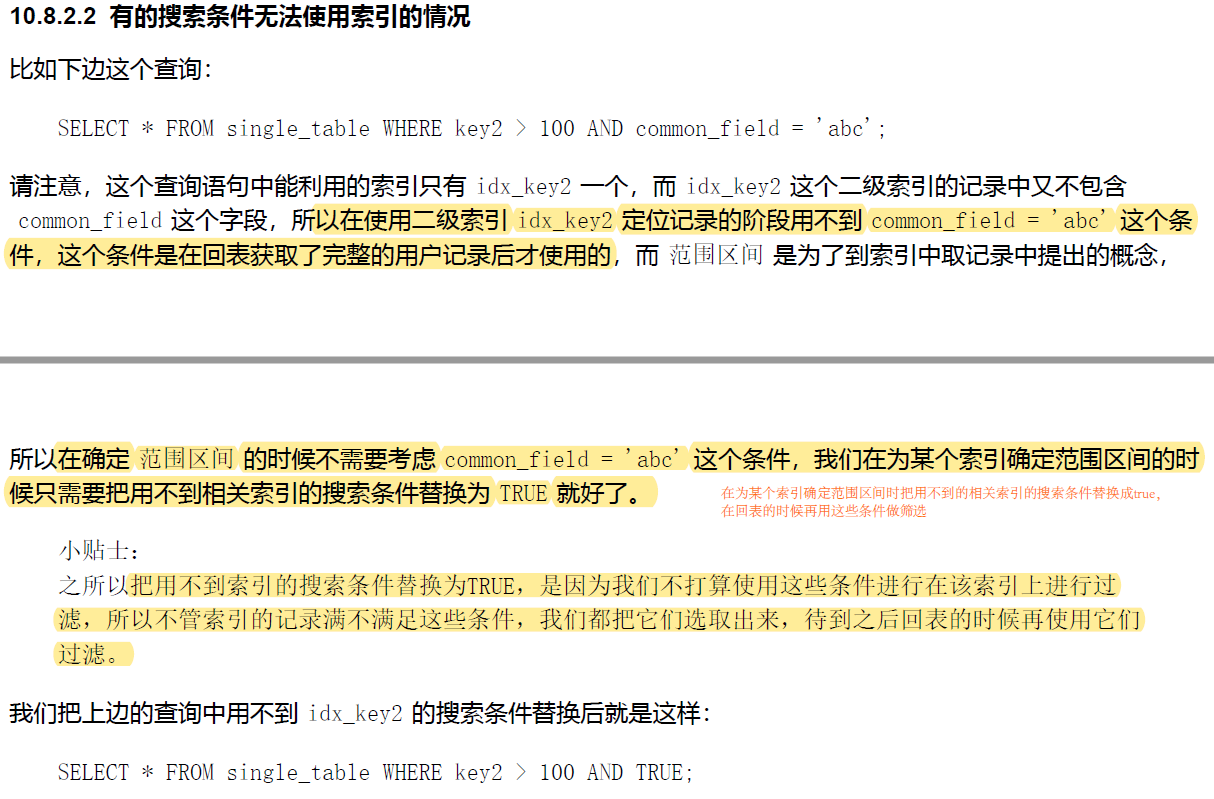 10.8.2.2 有的搜索条件无法使用索引的情况
比如下边这个查询：
SELECT * FROM single_table WHERE key2 > 100 AND common_field = 'abc';
请注意，这个查询语句中能利用的索引只有 idx_key2 一个，而 idx_key2 这个二级索引的记录中又不包含
common_field 这个字段，所以在使用二级索引 idx_key2 定位记录的阶段用不到 common_field = 'abc' 这个条
件，这个条件是在回表获取了完整的用户记录后才使用的，而 范围区间 是为了到索引中取记录中提出的概念，
所以在确定 范围区间 的时候不需要考虑 common_field = 'abc' 这个条件，我们在为某个索引确定范围区间的时
候只需要把用不到相关索引的搜索条件替换为 TRUE 就好了。
在为某个索引确定范围区间时把用不到的相关索引的搜索条件替换成true，
在回表的时候再用这些条件做筛选
小贴士：
之所以把用不到索引的搜索条件替换为TRUE，是因为我们不打算使用这些条件进行在该索引上进行过
滤，所以不管索引的记录满不满足这些条件，我们都把它们选取出来，待到之后回表的时候再使用它们
过滤。
我们把上边的查询中用不到 idx_key2 的搜索条件替换后就是这样：
SELECT * FROM single_table WHERE key2 > 100 AND TRUE;